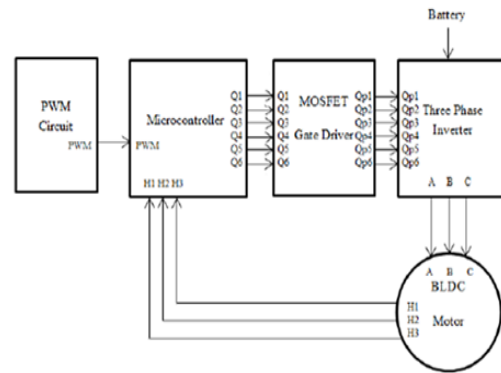 Battery
PWM
Circuit
PWM
Microcontroller
PWM
Q1
Q2
Q3
Q4
Q5
Q6
H1 H2 H3
Q1
Q2
Q3
Q4
Q5
Q6
MOSFET
Gate Driver
Qp1
Qp2
Qp3
Qp4
Qp5
Qp6
Qp1
Qp2
Qp3
Qp4
Qp5
Qp6
Three Phase
Inverter
A B C
A B C
BLDC
Motor
H1
H2
H3